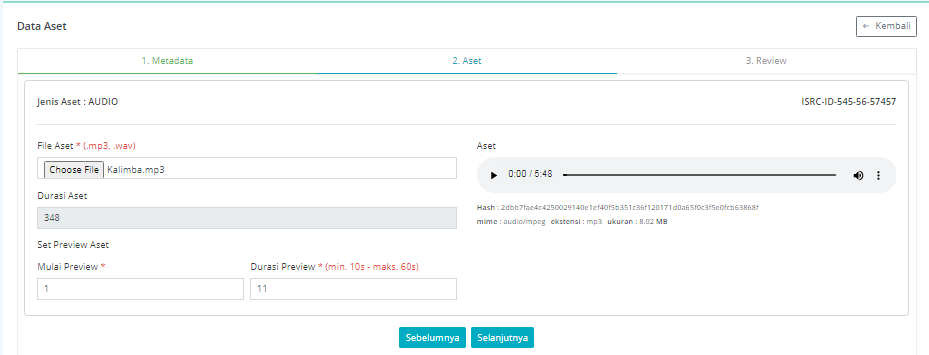 Data Aset
← Kembali
1. Metadata
2. Aset
3. Review
Jenis Aset : AUDIO
ISRC-ID-545-56-57457
File Aset * (.mp3, .wav)
Choose File Kalimba.mp3
Durasi Aset
348
Set Preview Aset
Mulai Preview *
Durasi Preview * (min. 10s - maks. 60s)
1
11
Aset
0:00 / 5:48
Hash : 2dbb7fae4c4250029140e1ef40f5b351c36f120171d0a65f0c3f5e0fcb63868f
mime : audio/mpeg ekstensi : mp3 ukuran : 8.02 MB
Sebelumnya
Selanjutnya